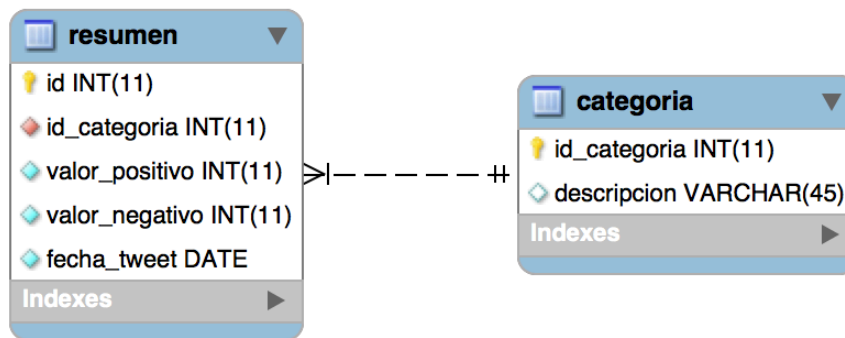 resumen
id INT(11)
id_categoria INT(11)
valor_positivo INT(11)
valor_negativo INT(11)
fecha_tweet DATE
Indexes
categoria
id_categoria INT(11)
descripcion VARCHAR(45)
Indexes